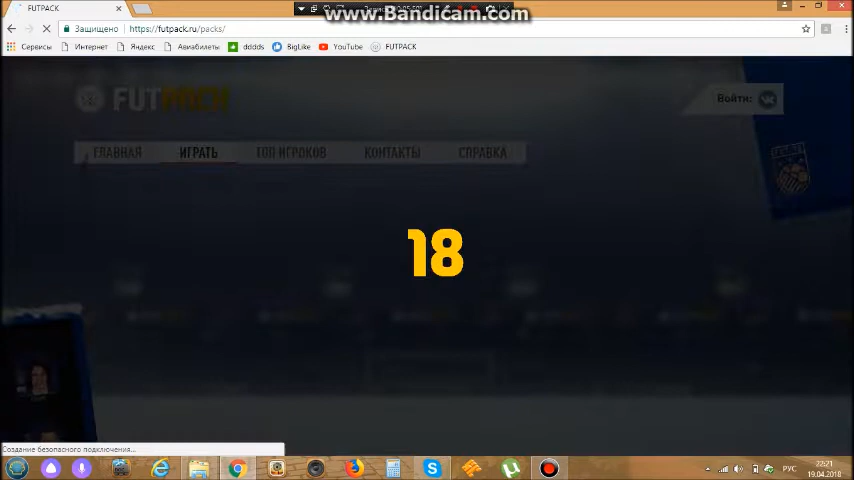 www.Bandicam.com
FUTPACK
Защищено https://futpack.ru/packs/
Сервисы Интернет Яндекс Авиабилеты dddds BigLike YouTube FUTPACK
FUTPACK
Войти:
ГЛАВНАЯ ИГРАТЬ ТОП ИГРОКОВ КОНТАКТЫ СПРАВКА
18
Создание безопасного подключения...
РУС
22:21
19.04.2018